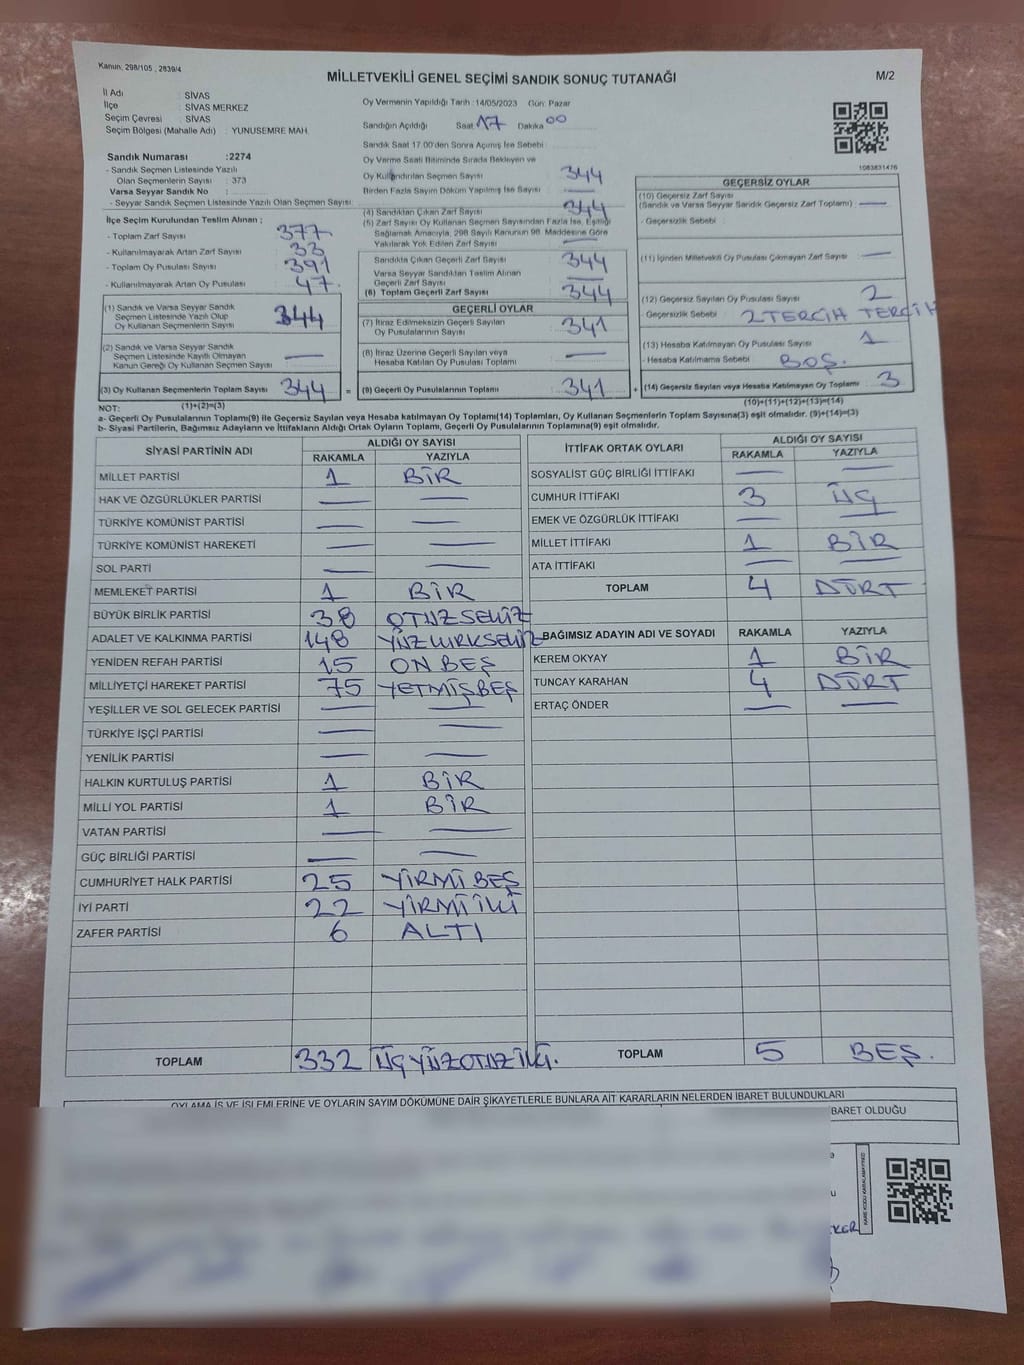 Kanun, 298/105 , 2839/4
MİLLETVEKİLİ GENEL SEÇİMİ SANDIK SONUÇ TUTANAĞI
M/2
İl Adı : SİVAS
İlçe : SİVAS MERKEZ
Seçim Çevresi : SİVAS
Seçim Bölgesi (Mahalle Adı) : YUNUSEMRE MAH.
Sandık Numarası :2274
- Sandık Seçmen Listesinde Yazılı
Olan Seçmenlerin Sayısı : 373
Varsa Seyyar Sandık No :
- Seyyar Sandık Seçmen Listesinde Yazılı Olan Seçmen Sayısı:
İlçe Seçim Kurulundan Teslim Alınan ;
- Toplam Zarf Sayısı : 377
- Kullanılmayarak Artan Zarf Sayısı : 33
- Toplam Oy Pusulası Sayısı : 391
- Kullanılmayarak Artan Oy Pusulası : 47
(1) Sandık ve Varsa Seyyar Sandık
Seçmen Listesinde Yazılı Olup
Oy Kullanan Seçmenlerin Sayısı 344
(2) Sandık ve Varsa Seyyar Sandık
Seçmen Listesinde Kayıtlı Olmayan
Kanun Gereği Oy Kullanan Seçmen Sayısı —
(3) Oy Kullanan Seçmenlerin Toplam Sayısı 344 =
Oy Vermenin Yapıldığı Tarih : 14/05/2023 Gün: Pazar
Sandığın Açıldığı Saat 17 Dakika 00
Sandık Saat 17.00'den Sonra Açımış İse Sebebi :
Oy Verme Saati Bitiminde Sırada Bekleyen ve
Oy Kullandırılan Seçmen Sayısı 344
Birden Fazla Sayım Döküm Yapılmış İse Sayısı : —
(4) Sandıktan Çıkan Zarf Sayısı 344
(5) Zarf Sayısı Oy Kullanan Seçmen Sayısından Fazla İse, Eşitliği
Sağlamak Amacıyla, 298 Sayılı Kanunun 98. Maddesine Göre
Yakılarak Yok Edilen Zarf Sayısı —
Sandıkta Çıkan Geçerli Zarf Sayısı 344
Varsa Seyyar Sandıktan Teslim Alınan
Geçerli Zarf Sayısı —
(6) Toplam Geçerli Zarf Sayısı 344
GEÇERLİ OYLAR
(7) İtiraz Edilmeksizin Geçerli Sayılan
Oy Pusulalarının Sayısı : 341
(8) İtiraz Üzerine Geçerli Sayılan veya
Hesaba Katılan Oy Pusulası Toplamı : —
(9) Geçerli Oy Pusulalarının Toplamı 341 +
1083831476
GEÇERSİZ OYLAR
(10) Geçersiz Zarf Sayısı
(Sandık ve Varsa Seyyar Sandık Geçersiz Zarf Toplamı) : —
- Geçersizlik Sebebi :
(11) İçinden Milletvekili Oy Pusulası Çıkmayan Zarf Sayısı : —
(12) Geçersiz Sayılan Oy Pusulası Sayısı : 2
Geçersizlik Sebebi : 2 TERCİH TERCİH
(13) Hesaba Katılmayan Oy Pusulası Sayısı : 1
- Hesaba Katılmama Sebebi : BOŞ.
(14) Geçersiz Sayılan veya Hesaba Katılmayan Oy Toplamı : 3
NOT: (1)+(2)=(3)
(10)+(11)+(12)+(13)=(14)
a- Geçerli Oy Pusulalarının Toplamı(9) ile Geçersiz Sayılan veya Hesaba katılmayan Oy Toplamı(14) Toplamları, Oy Kullanan Seçmenlerin Toplam Sayısına(3) eşit olmalıdır. (9)+(14)=(3)
b- Siyasi Partilerin, Bağımsız Adayların ve İttifakların Aldığı Ortak Oyların Toplamı, Geçerli Oy Pusulalarının Toplamına(9) eşit olmalıdır.
SİYASİ PARTİNİN ADI ALDIĞI OY SAYISI
RAKAMLA YAZIYLA
MİLLET PARTİSİ 1 BİR
HAK VE ÖZGÜRLÜKLER PARTİSİ — —
TÜRKİYE KOMÜNİST PARTİSİ — —
TÜRKİYE KOMÜNİST HAREKETİ — —
SOL PARTİ — —
MEMLEKET PARTİSİ 1 BİR
BÜYÜK BİRLİK PARTİSİ 38 OTUZSEKİZ
ADALET VE KALKINMA PARTİSİ 148 YÜZKIRKSEKİZ
YENİDEN REFAH PARTİSİ 15 ON BEŞ
MİLLİYETÇİ HAREKET PARTİSİ 75 YETMİŞBEŞ
YEŞİLLER VE SOL GELECEK PARTİSİ — —
TÜRKİYE İŞÇİ PARTİSİ — —
YENİLİK PARTİSİ — —
HALKIN KURTULUŞ PARTİSİ 1 BİR
MİLLİ YOL PARTİSİ 1 BİR
VATAN PARTİSİ — —
GÜÇ BİRLİĞİ PARTİSİ — —
CUMHURİYET HALK PARTİSİ 25 YİRMİ BEŞ
İYİ PARTİ 22 YİRMİ İKİ
ZAFER PARTİSİ 6 ALTI
TOPLAM 332 ÜÇ YÜZ OTUZ İKİ.
İTTİFAK ORTAK OYLARI ALDIĞI OY SAYISI
RAKAMLA YAZIYLA
SOSYALİST GÜÇ BİRLİĞİ İTTİFAKI — —
CUMHUR İTTİFAKI 3 ÜÇ
EMEK VE ÖZGÜRLÜK İTTİFAKI — —
MİLLET İTTİFAKI 1 BİR
ATA İTTİFAKI — —
TOPLAM 4 DÖRT
BAĞIMSIZ ADAYIN ADI VE SOYADI RAKAMLA YAZIYLA
KEREM OKYAY 1 BİR
TUNCAY KARAHAN 4 DÖRT
ERTAÇ ÖNDER — —
TOPLAM 5 BEŞ.
OYLAMA İŞ VE İŞLEMLERİNE VE OYLARIN SAYIM DÖKÜMÜNE DAİR ŞİKAYETLERLE BUNLARA AİT KARARLARIN NELERDEN İBARET BULUNDUKLARI
İBARET OLDUĞU
KARE KODU KARALAMAYINIZ